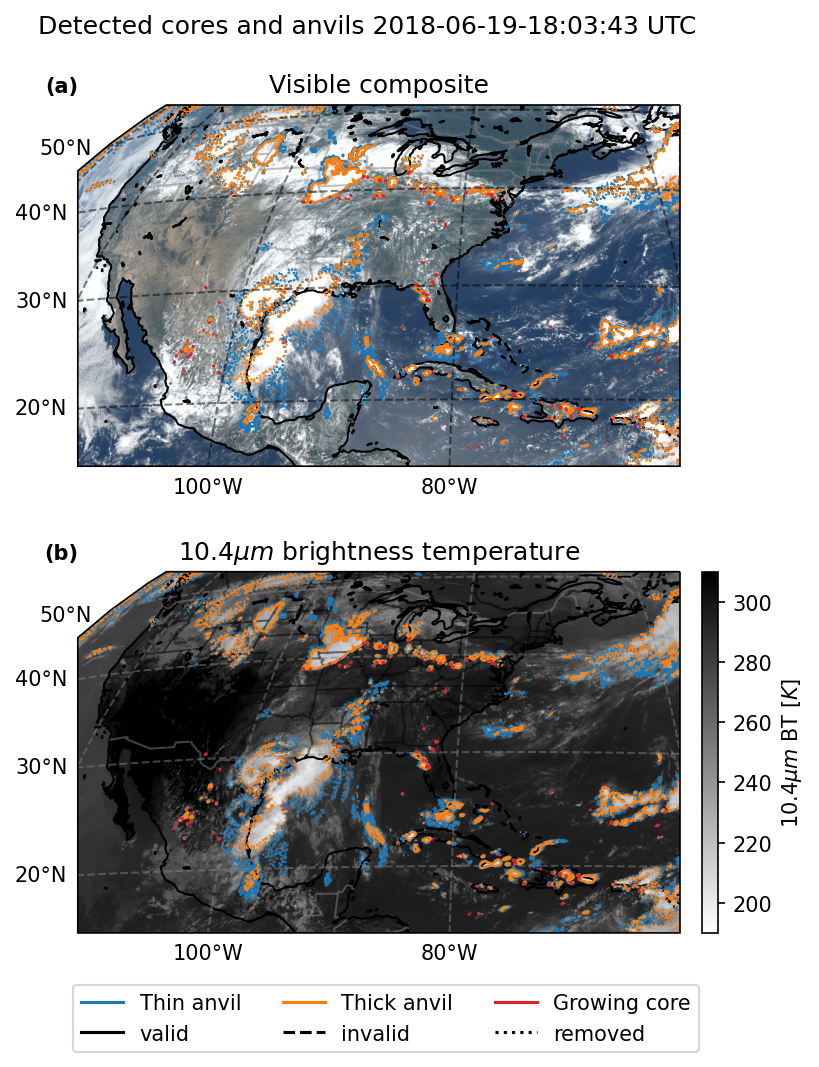 Detected cores and anvils 2018-06-19-18:03:43 UTC
(a) Visible composite
50°N
40°N
30°N
20°N
100°W 80°W
(b) 10.4μm brightness temperature
50°N
40°N
30°N
20°N
100°W 80°W
300
280
260
240
220
200
10.4μm BT [K]
Thin anvil Thick anvil Growing core
valid invalid removed